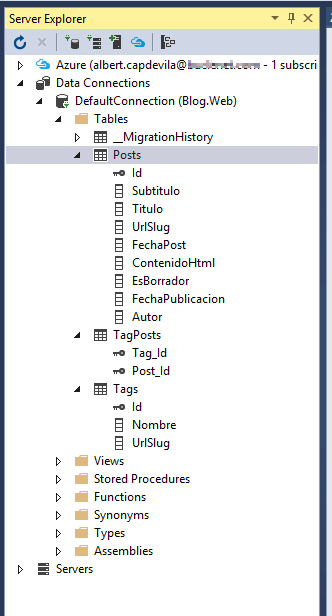 Server Explorer
Azure (albert.capdevila@ - 1 subscri
Data Connections
DefaultConnection (Blog.Web)
Tables
__MigrationHistory
Posts
Id
Subtitulo
Titulo
UrlSlug
FechaPost
ContenidoHtml
EsBorrador
FechaPublicacion
Autor
TagPosts
Tag_Id
Post_Id
Tags
Id
Nombre
UrlSlug
Views
Stored Procedures
Functions
Synonyms
Types
Assemblies
Servers